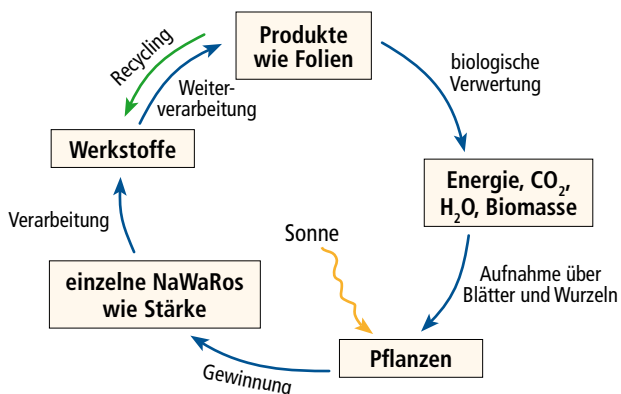 Produkte
wie Folien
Recycling
Weiter-
verarbeitung
biologische
Verwertung
Werkstoffe
Energie, CO₂,
H₂O, Biomasse
Verarbeitung
Sonne
Aufnahme über
Blätter und Wurzeln
einzelne NaWaRos
wie Stärke
Pflanzen
Gewinnung